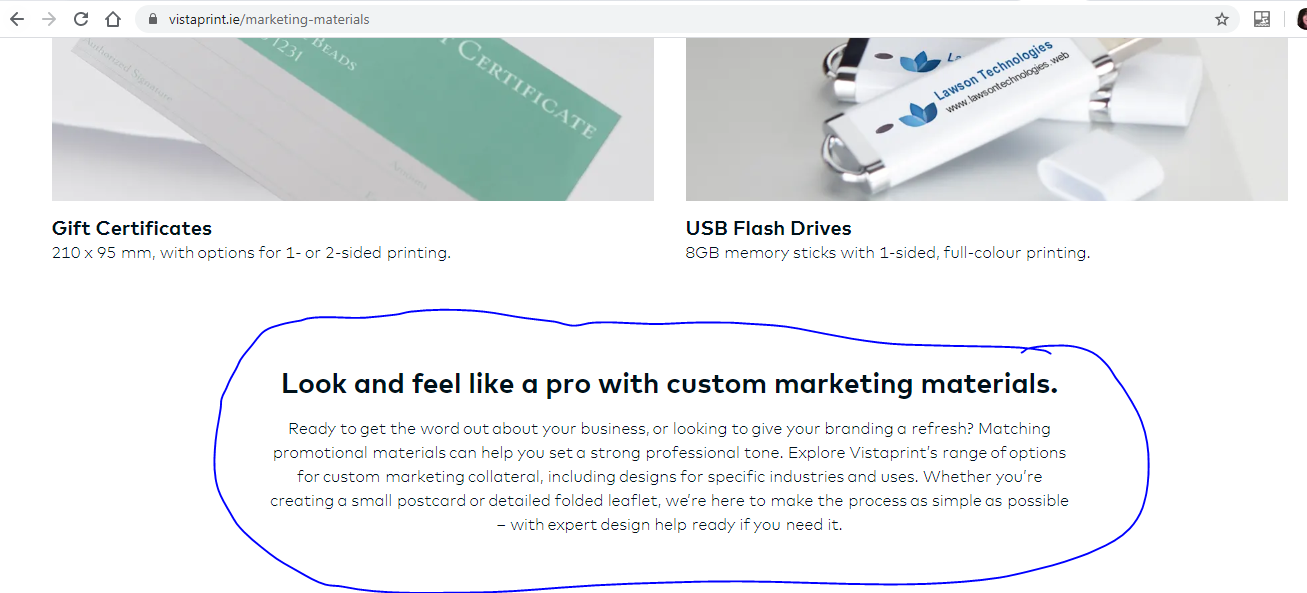 vistaprint.ie/marketing-materials
BEADS
1231
T CERTIFICATE
Authorized Signature
Lawson Technologies
www.lawsontechnologies.web
Gift Certificates
210 x 95 mm, with options for 1- or 2-sided printing.
USB Flash Drives
8GB memory sticks with 1-sided, full-colour printing.
Look and feel like a pro with custom marketing materials.
Ready to get the word out about your business, or looking to give your branding a refresh? Matching
promotional materials can help you set a strong professional tone. Explore Vistaprint’s range of options
for custom marketing collateral, including designs for specific industries and uses. Whether you’re
creating a small postcard or detailed folded leaflet, we’re here to make the process as simple as possible
– with expert design help ready if you need it.